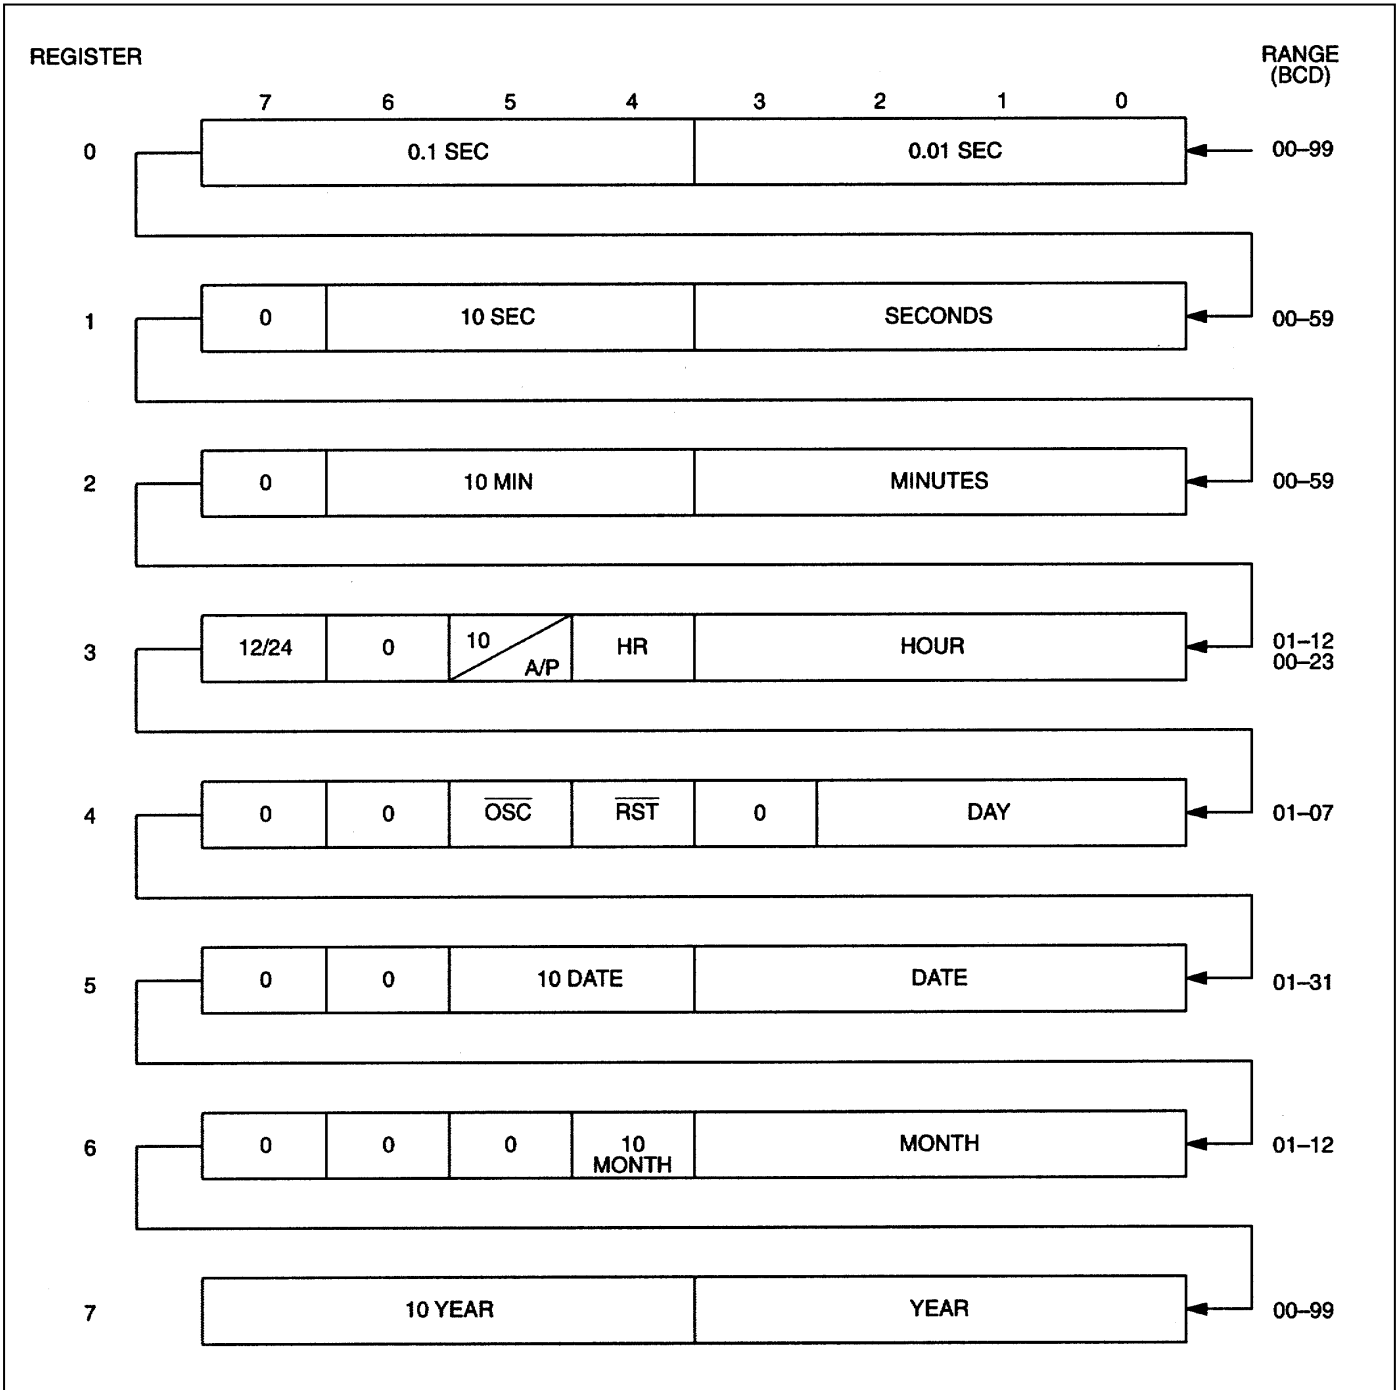 REGISTER
RANGE
(BCD)
7 6 5 4 3 2 1 0
0 0.1 SEC 0.01 SEC 00–99
1 0 10 SEC SECONDS 00–59
2 0 10 MIN MINUTES 00–59
3 12/24 0 10 A/P HR HOUR 01–12
00–23
4 0 0 O̅S̅C̅ R̅S̅T̅ 0 DAY 01–07
5 0 0 10 DATE DATE 01–31
6 0 0 0 10 MONTH MONTH 01–12
7 10 YEAR YEAR 00–99